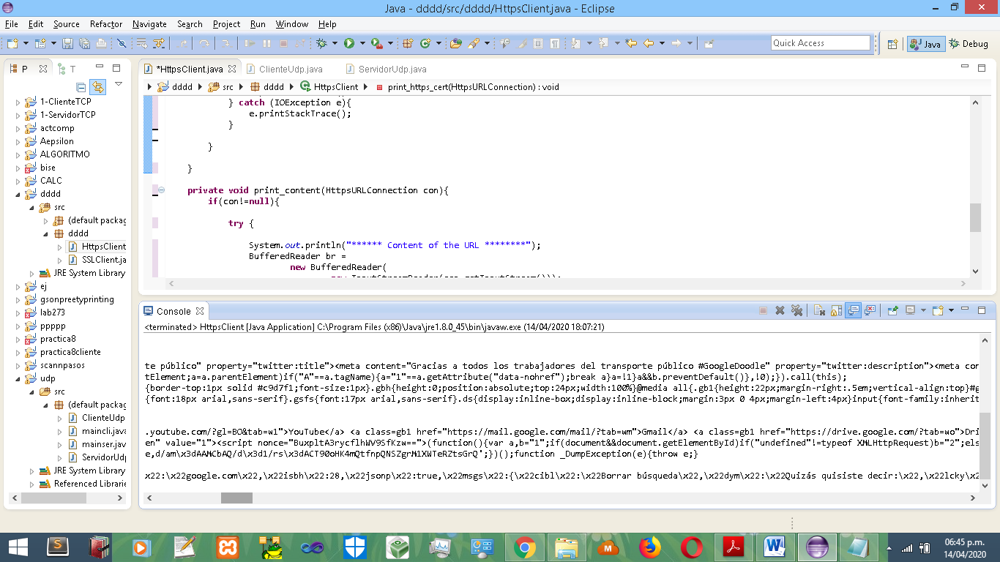 Java - dddd/src/dddd/HttpsClient.java - Eclipse
File Edit Source Refactor Navigate Search Project Run Window Help
Quick Access
Java
Debug
P
T
1-ClienteTCP
1-ServidorTCP
actcomp
Aepsilon
ALGORITMO
bise
CALC
dddd
src
(default packag
dddd
HttpsClient
SSLClient.ja
JRE System Library
ej
gsonpreetyprinting
lab273
ppppp
practica8
practica8cliente
scannpasos
udp
src
(default packag
ClienteUdp
maincli.java
mainser.jav
ServidorUdp
JRE System Library
Referenced Librarie
*HttpsClient.java ClienteUdp.java ServidorUdp.java
dddd src dddd HttpsClient print_https_cert(HttpsURLConnection) : void
} catch (IOException e){
e.printStackTrace();
}
}
}
private void print_content(HttpsURLConnection con){
if(con!=null){
try {
System.out.println("****** Content of the URL ********");
BufferedReader br =
new BufferedReader(
new InputStreamReader(con.getInputStream()));
Console
<terminated> HttpsClient [Java Application] C:\Program Files (x86)\Java\jre1.8.0_45\bin\javaw.exe (14/04/2020 18:07:21)
te público" property="twitter:title"><meta content="Gracias a todos los trabajadores del transporte público #GoogleDoodle" property="twitter:description"><meta con
tElement;a=a.parentElement)if("A"===a.tagName){a="1"==a.getAttribute("data-nohref");break a}a=!1}a&&b.preventDefault()},!0);}).call(this);
{border-top:1px solid #c9d7f1;font-size:1px}.gbh{height:0;position:absolute;top:24px;width:100%}@media all{.gb1{height:22px;margin-right:.5em;vertical-align:top}#g
{font:18px arial,sans-serif}.gsfs{font:17px arial,sans-serif}.ds{display:inline-box;display:inline-block;margin:3px 0 4px;margin-left:4px}input{font-family:inherit
.youtube.com/?gl=BO&tab=w1">YouTube</a> <a class=gb1 href="https://mail.google.com/mail/?tab=wm">Gmail</a> <a class=gb1 href="https://drive.google.com/?tab=wo">Dri
en" value="1"><script nonce="BuxpltA3rycflhWV9SfKzw==">(function(){var a,b="1";if(document&&document.getElementById)if("undefined"!=typeof XMLHttpRequest)b="2";els
e,d/am\x3dAAMCbAQ/d\x3d1/rs\x3dACT90oHK4mQtfnpQNSZgrM1XWTeRZtsGrQ';})();function _DumpException(e){throw e;}
x22:\x22google.com\x22,\x22isbh\x22:28,\x22jsonp\x22:true,\x22msgs\x22:{\x22cibl\x22:\x22Borrar búsqueda\x22,\x22dym\x22:\x22Quizás quisiste decir:\x22,\x22lcky\x
06:45 p.m.
14/04/2020